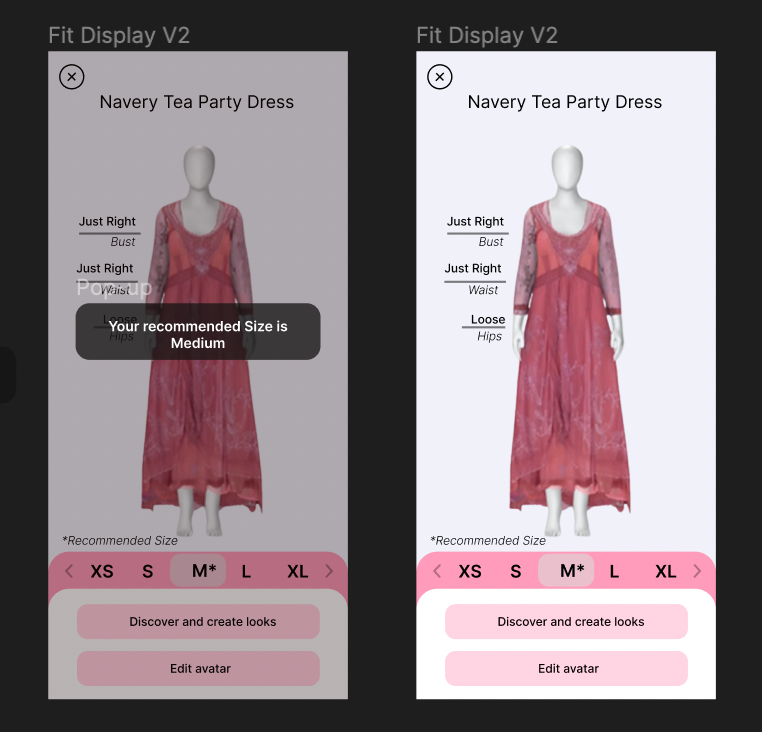 Fit Display V2
Navery Tea Party Dress
Just Right
Bust
Just Right
Waist
Pop-up
Loose
Hips
Your recommended Size is
Medium
*Recommended Size
XS S M* L XL
Discover and create looks
Edit avatar
Fit Display V2
Navery Tea Party Dress
Just Right
Bust
Just Right
Waist
Loose
Hips
*Recommended Size
XS S M* L XL
Discover and create looks
Edit avatar